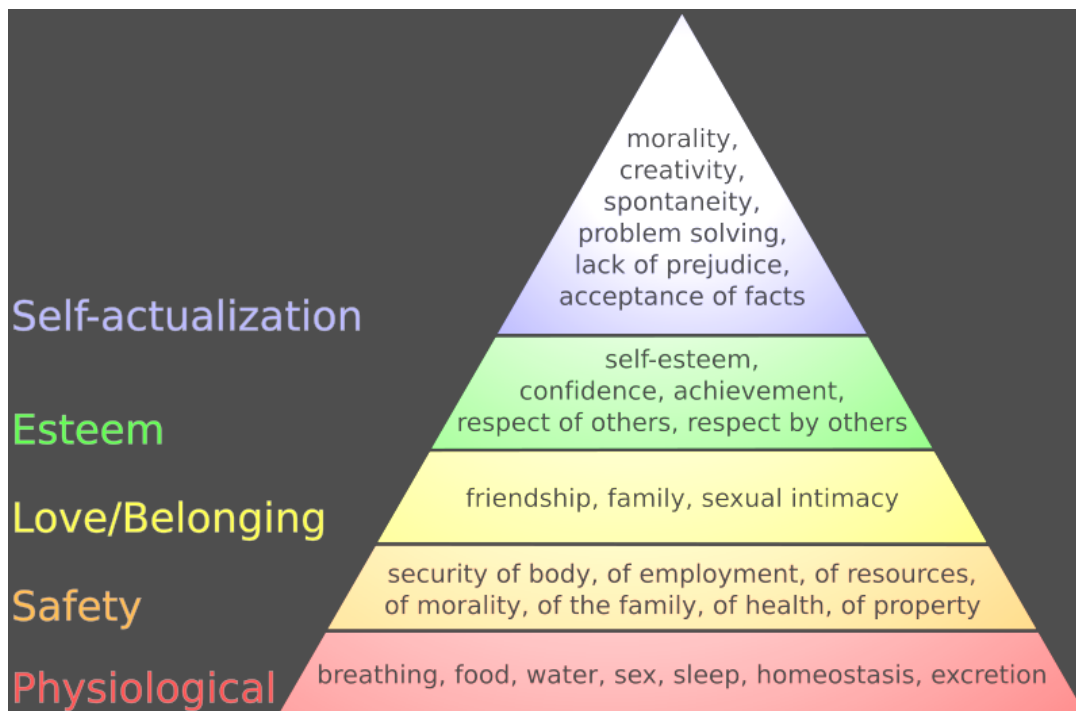 morality,
creativity,
spontaneity,
problem solving,
lack of prejudice,
acceptance of facts
Self-actualization
self-esteem,
confidence, achievement,
respect of others, respect by others
Esteem
friendship, family, sexual intimacy
Love/Belonging
security of body, of employment, of resources,
of morality, of the family, of health, of property
Safety
breathing, food, water, sex, sleep, homeostasis, excretion
Physiological